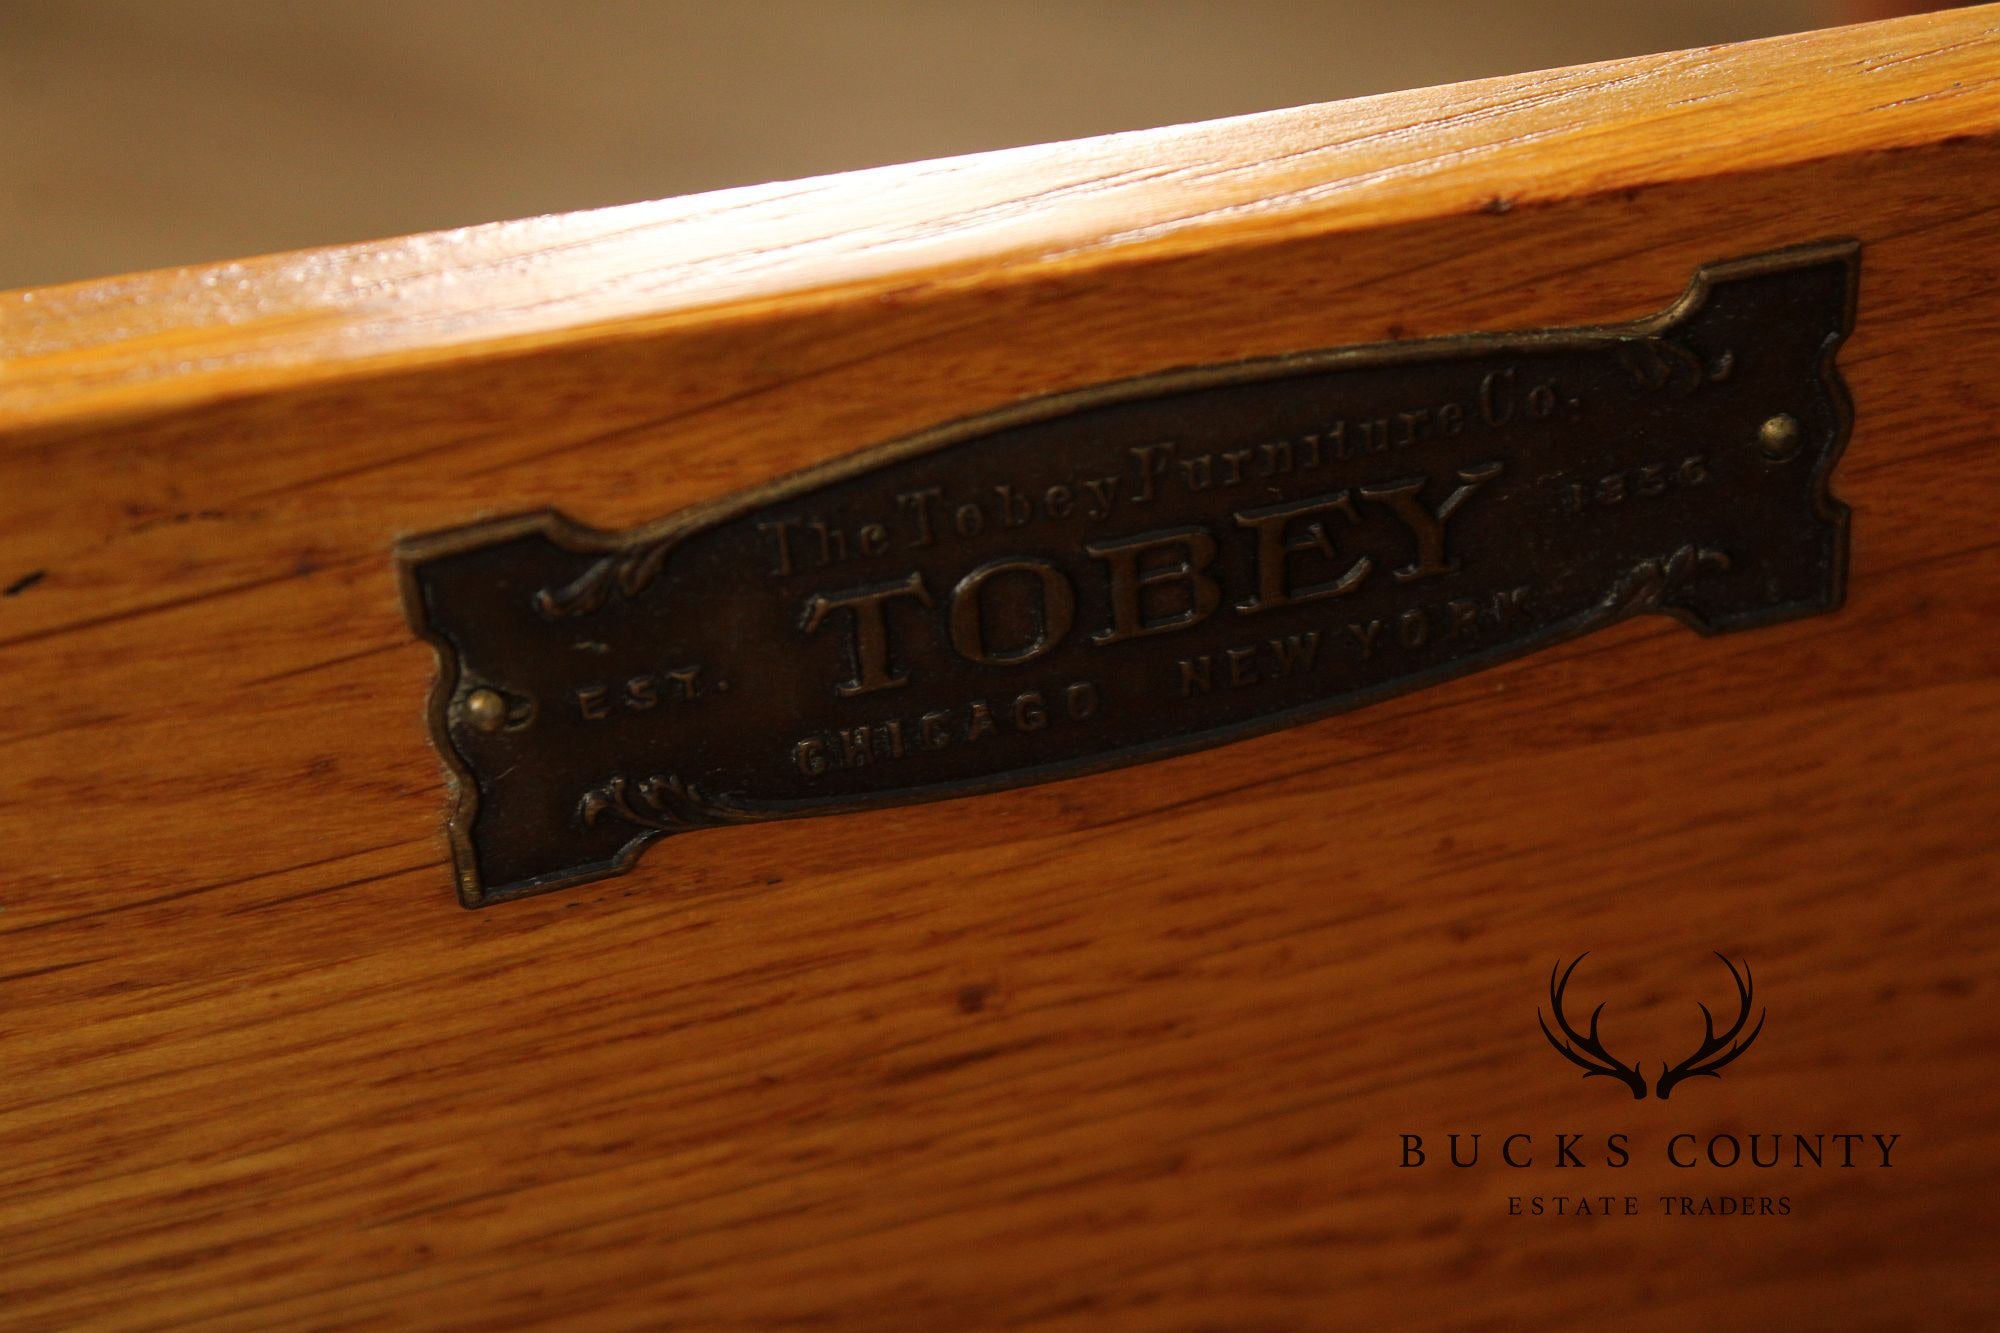 The Tobey Furniture Co.
EST. TOBEY 1856
CHICAGO NEW YORK
BUCKS COUNTY
ESTATE TRADERS